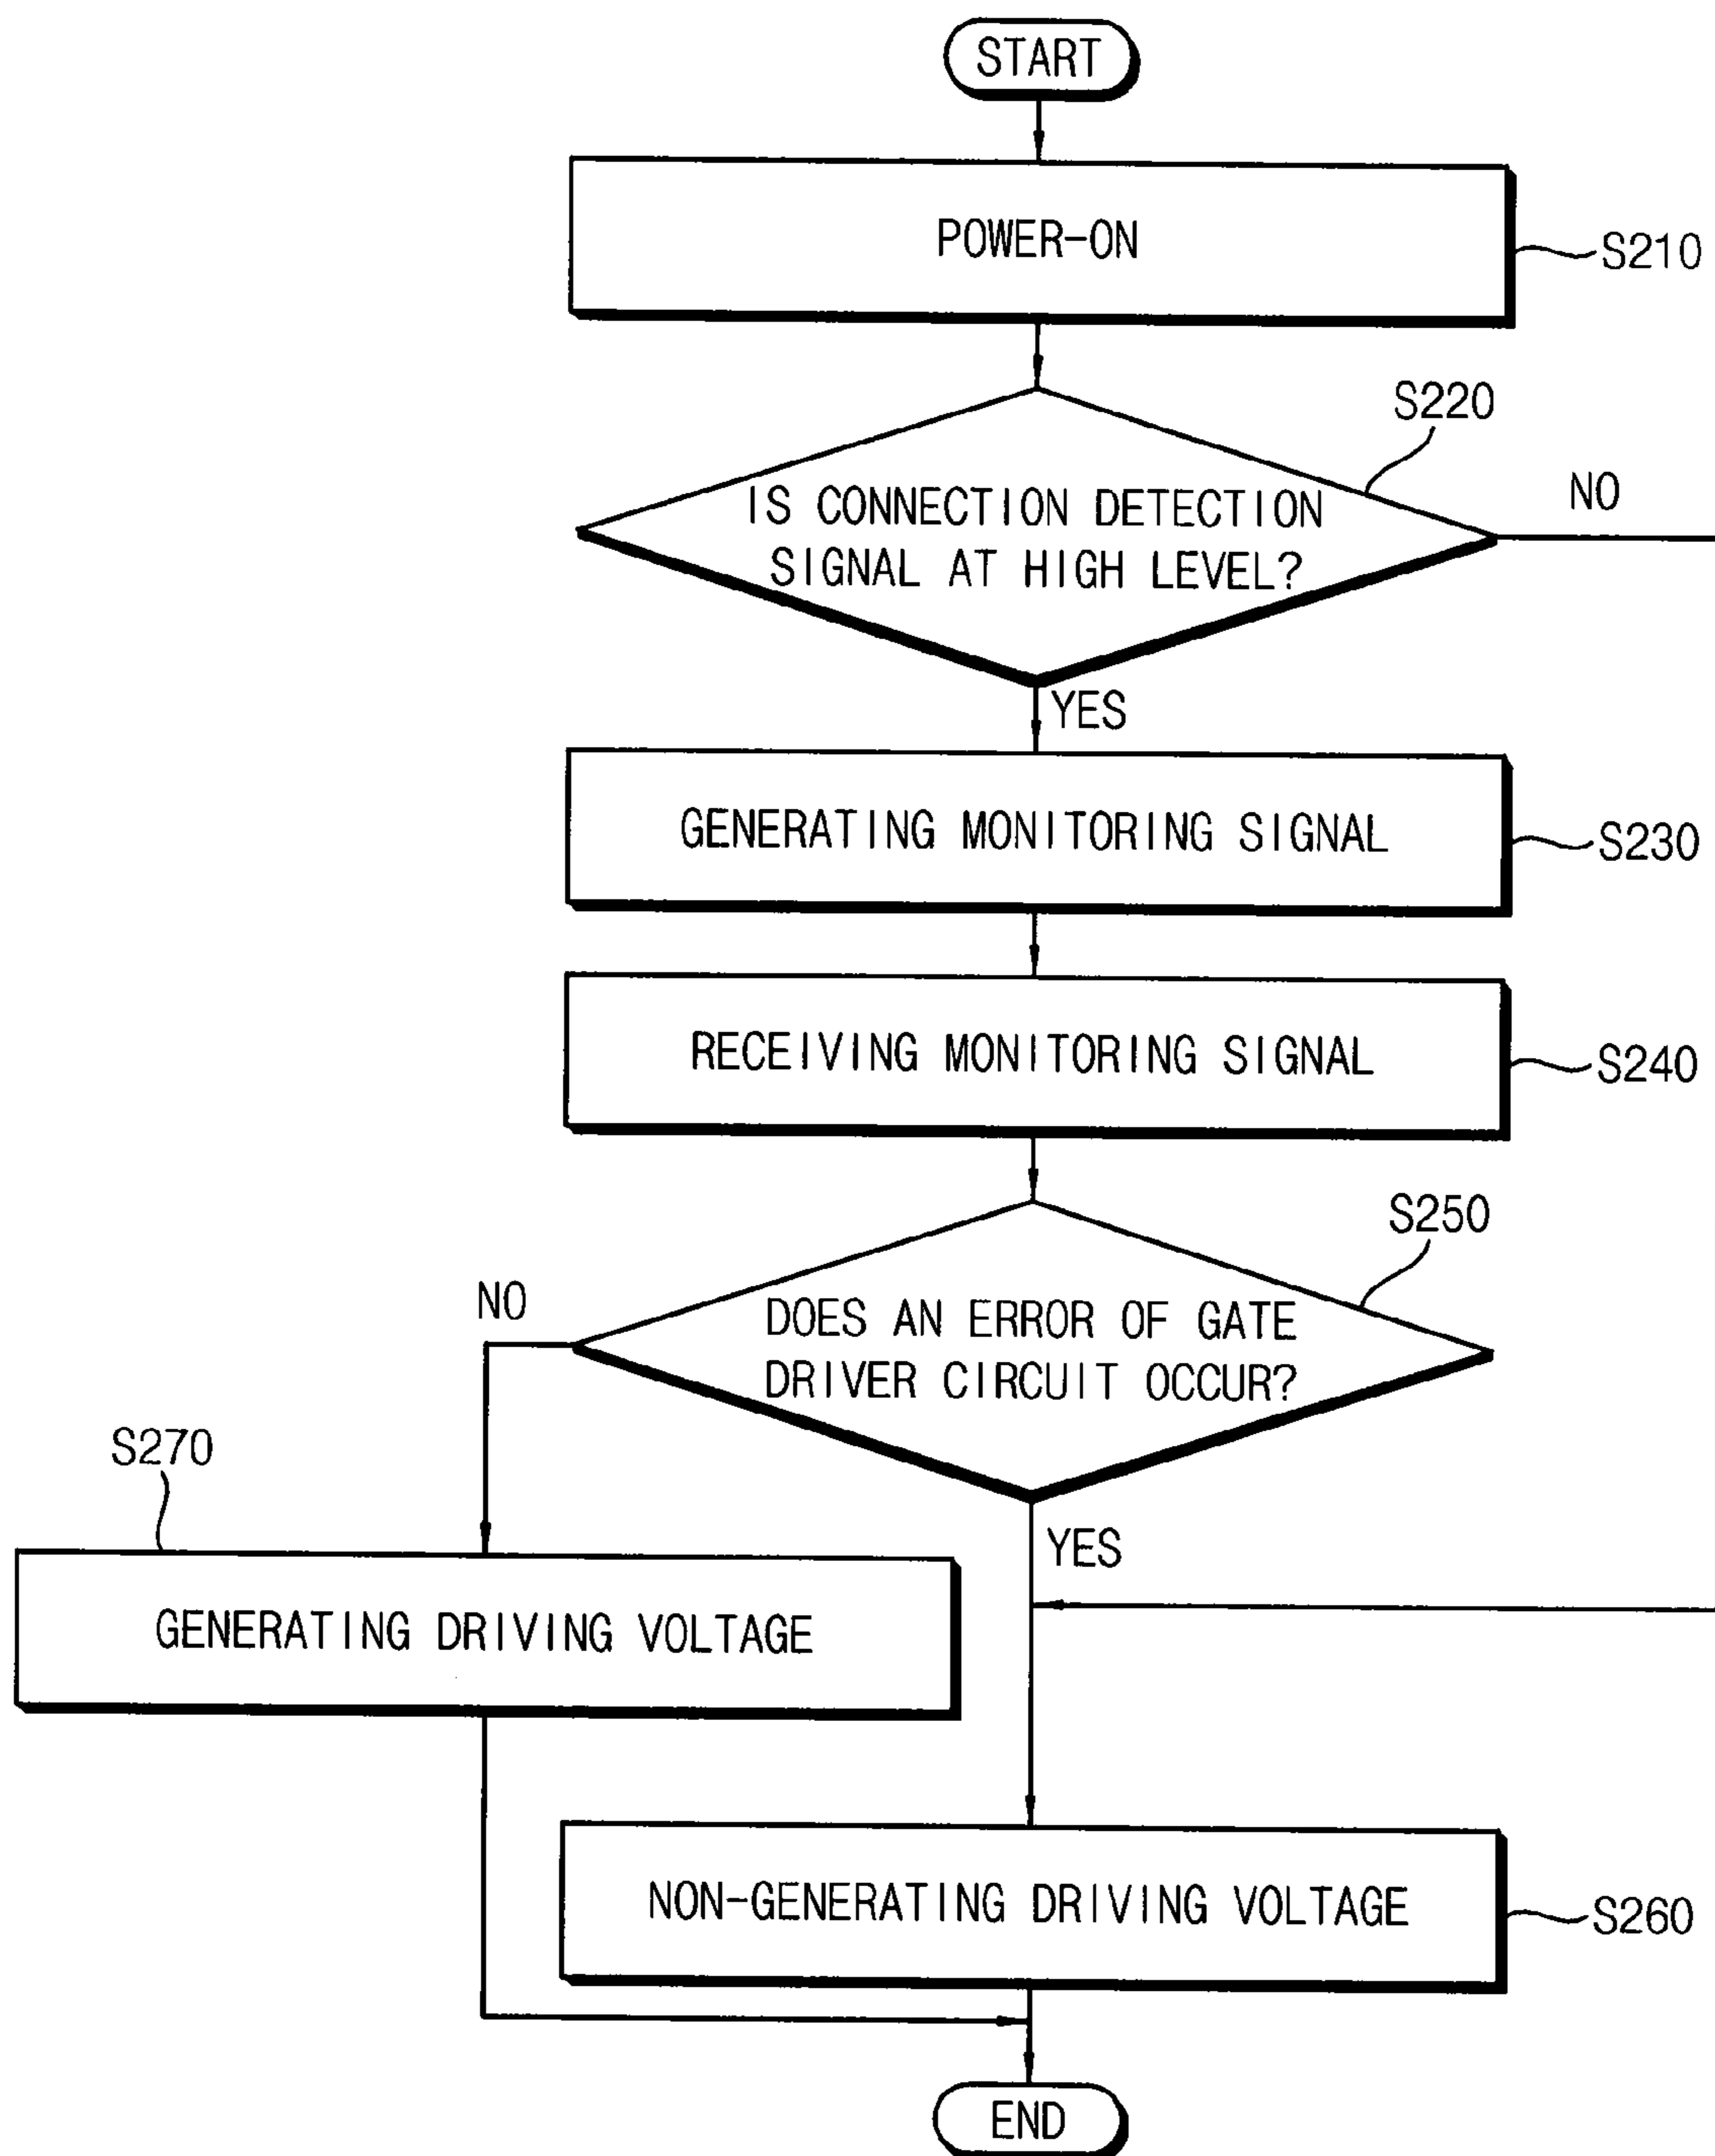 START
POWER-ON
S210
S220
IS CONNECTION DETECTION
SIGNAL AT HIGH LEVEL?
NO
YES
GENERATING MONITORING SIGNAL
S230
RECEIVING MONITORING SIGNAL
S240
S250
NO
DOES AN ERROR OF GATE
DRIVER CIRCUIT OCCUR?
S270
YES
GENERATING DRIVING VOLTAGE
NON-GENERATING DRIVING VOLTAGE
S260
END